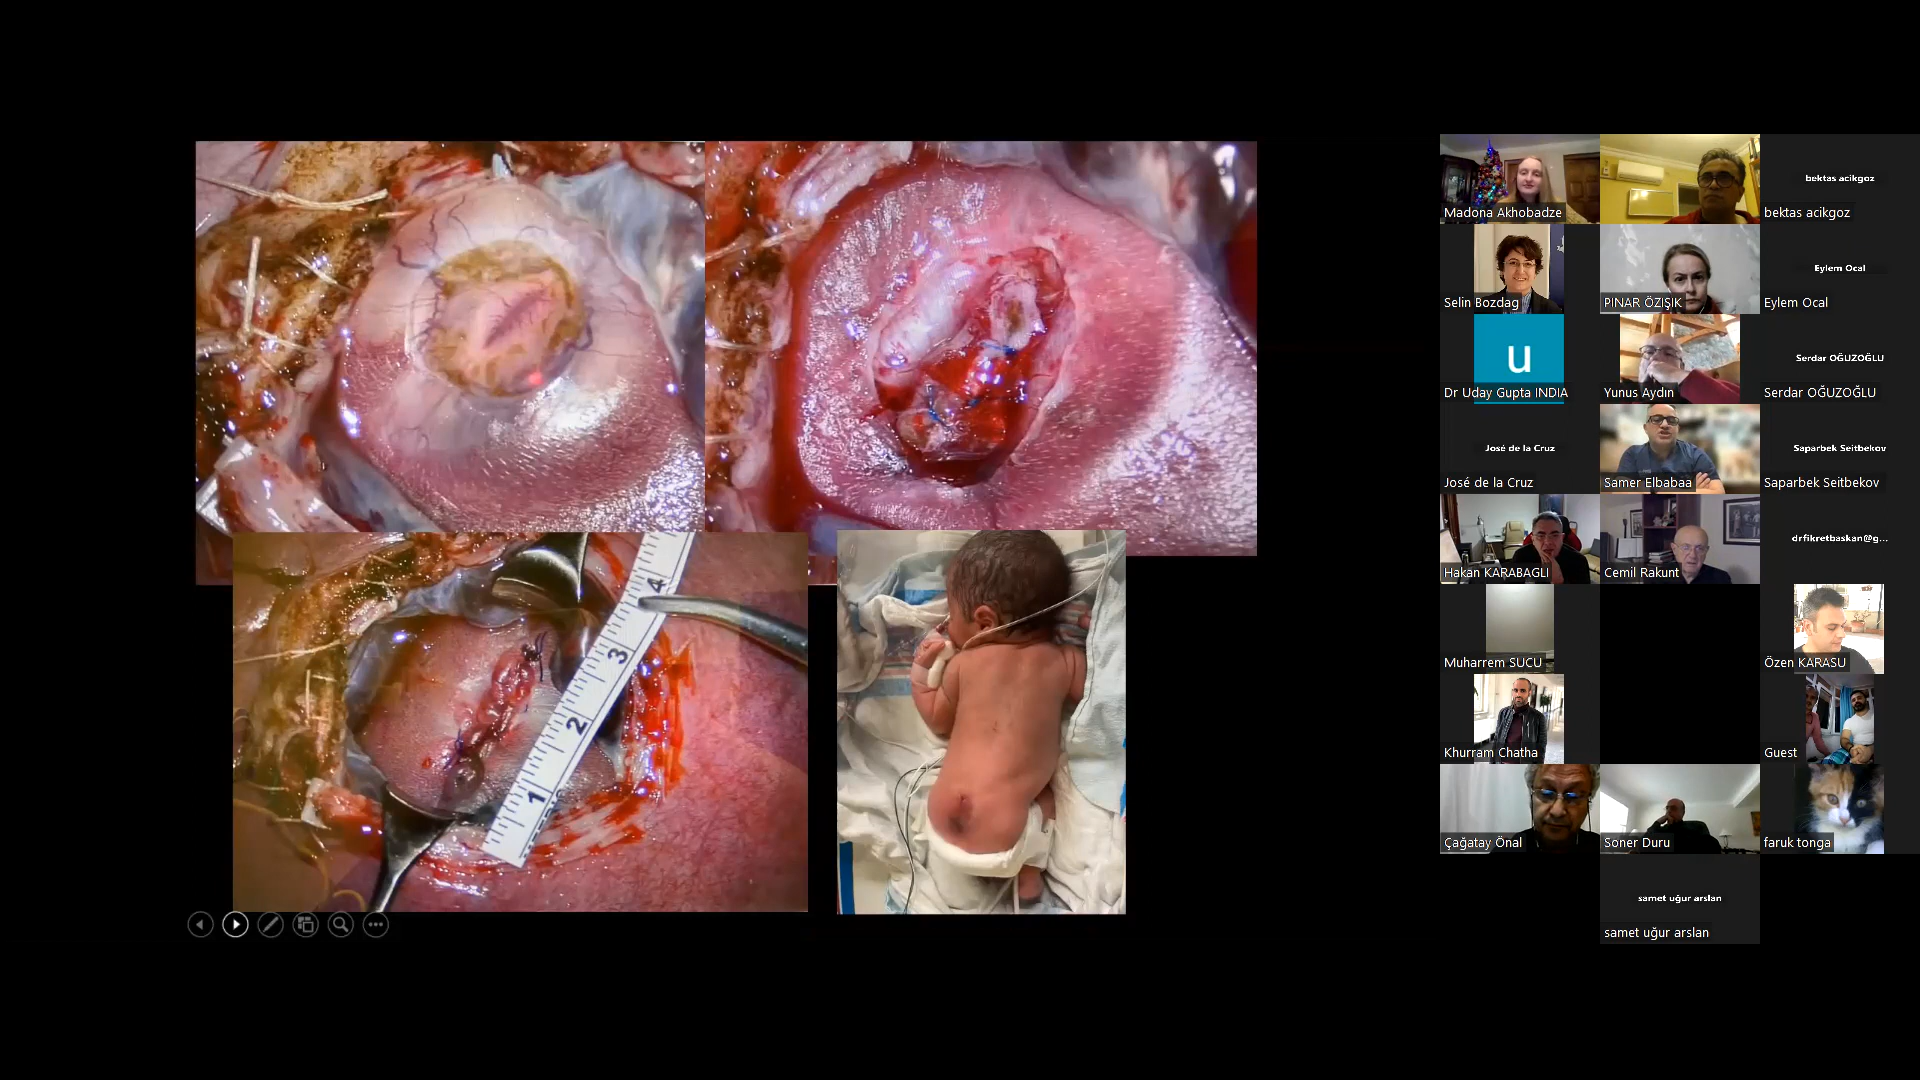 4
3
2
1
Madona Akhobadze
bektas acikgoz
bektas acikgoz
Selin Bozdag
PINAR ÖZIŞIK
Eylem Ocal
Eylem Ocal
u
Dr Uday Gupta INDIA
Yunus Aydın
Serdar OĞUZOĞLU
Serdar OĞUZOĞLU
José de la Cruz
José de la Cruz
Samer Elbabaa
Saparbek Seitbekov
Saparbek Seitbekov
Hakan KARABAGLI
Cemil Rakunt
drfikretbaskan@g...
Muharrem SUCU
Özen KARASU
Khurram Chatha
Guest
Çağatay Önal
Soner Duru
faruk tonga
samet uğur arslan
samet uğur arslan